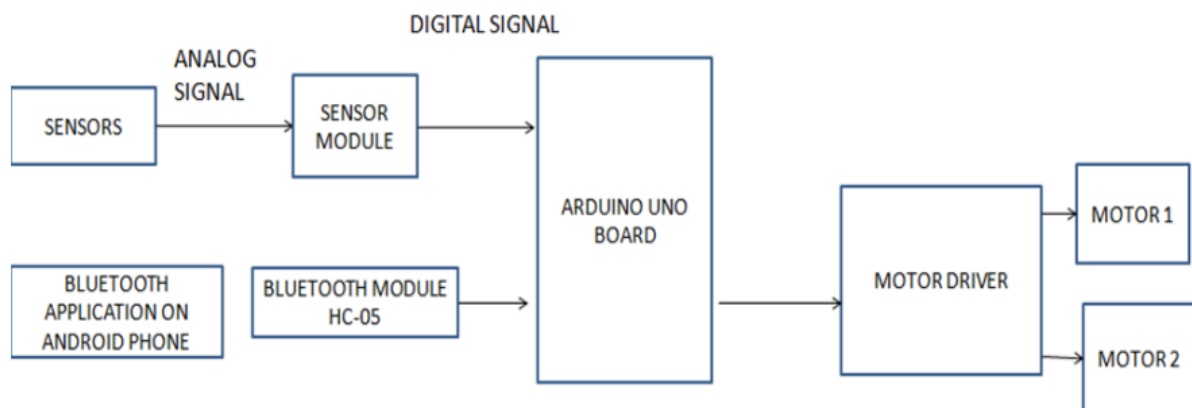 DIGITAL SIGNAL
ANALOG
SIGNAL
SENSORS
SENSOR
MODULE
ARDUINO UNO
BOARD
MOTOR 1
BLUETOOTH
APPLICATION ON
ANDROID PHONE
BLUETOOTH MODULE
HC-05
MOTOR DRIVER
MOTOR 2